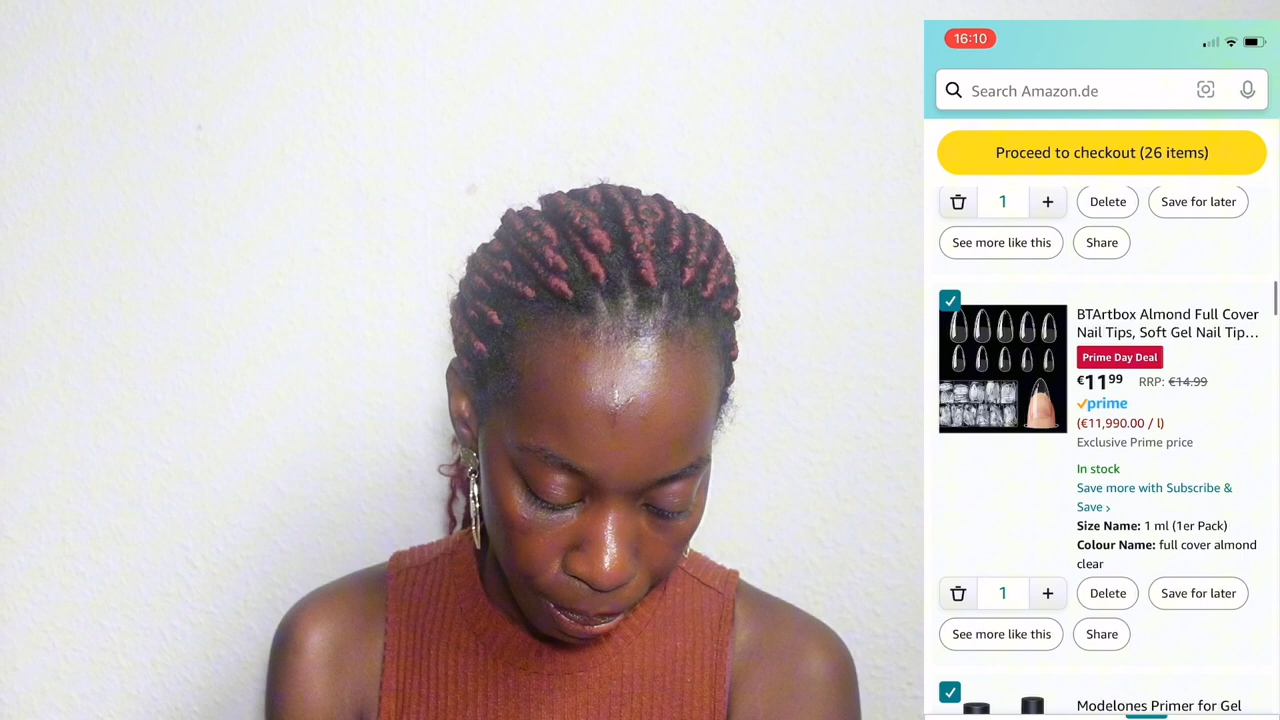 16:10
Search Amazon.de
Proceed to checkout (26 items)
1
Delete
Save for later
See more like this
Share
BTArtbox Almond Full Cover
Nail Tips, Soft Gel Nail Tip…
Prime Day Deal
€11⁹⁹ RRP: €14.99
prime
(€11,990.00 / l)
Exclusive Prime price
In stock
Save more with Subscribe &
Save ›
Size Name: 1 ml (1er Pack)
Colour Name: full cover almond
clear
1
Delete
Save for later
See more like this
Share
Modelones Primer for Gel